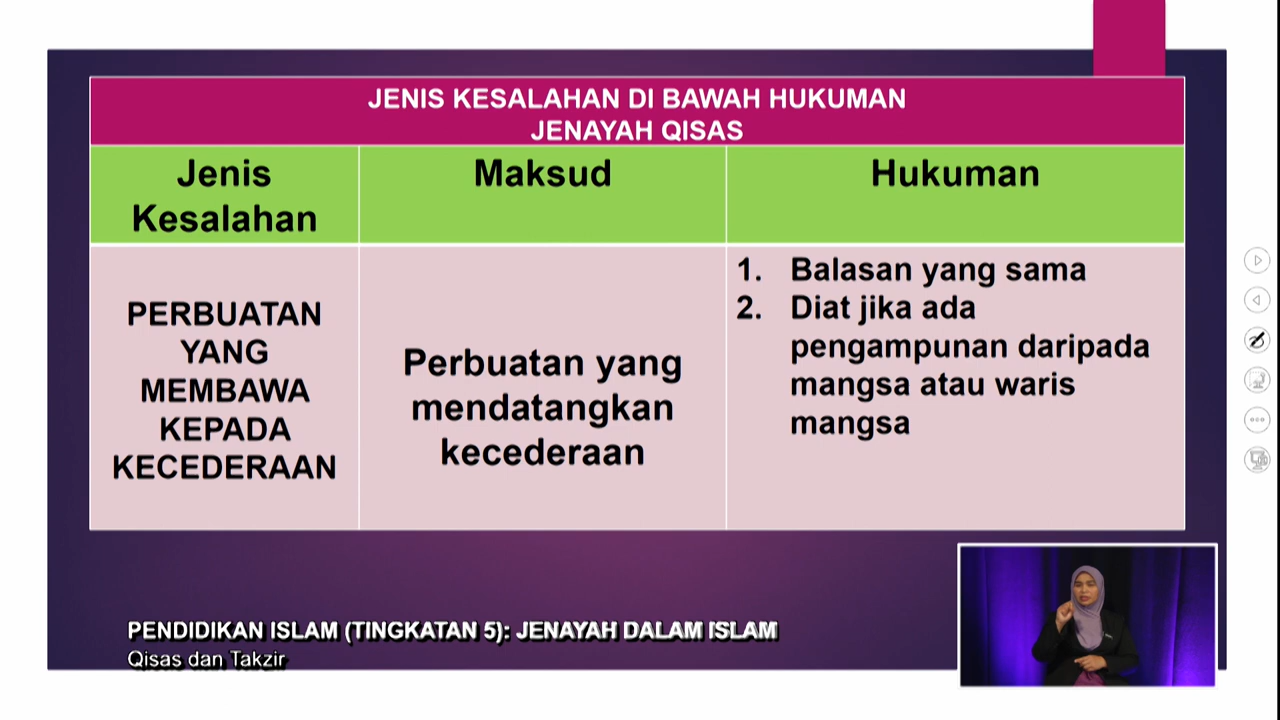 JENIS KESALAHAN DI BAWAH HUKUMAN
JENAYAH QISAS
Jenis
Kesalahan
Maksud
Hukuman
PERBUATAN
YANG
MEMBAWA
KEPADA
KECEDERAAN
Perbuatan yang
mendatangkan
kecederaan
1. Balasan yang sama
2. Diat jika ada
pengampunan daripada
mangsa atau waris
mangsa
PENDIDIKAN ISLAM (TINGKATAN 5): JENAYAH DALAM ISLAM
Qisas dan Takzir